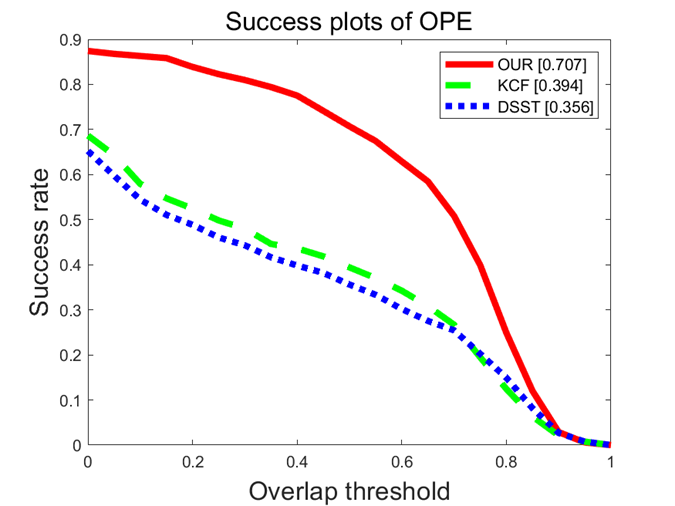 Success plots of OPE
0.9
0.8
0.7
0.6
0.5
0.4
0.3
0.2
0.1
0
Success rate
OUR [0.707]
KCF [0.394]
DSST [0.356]
0
0.2
0.4
0.6
0.8
1
Overlap threshold